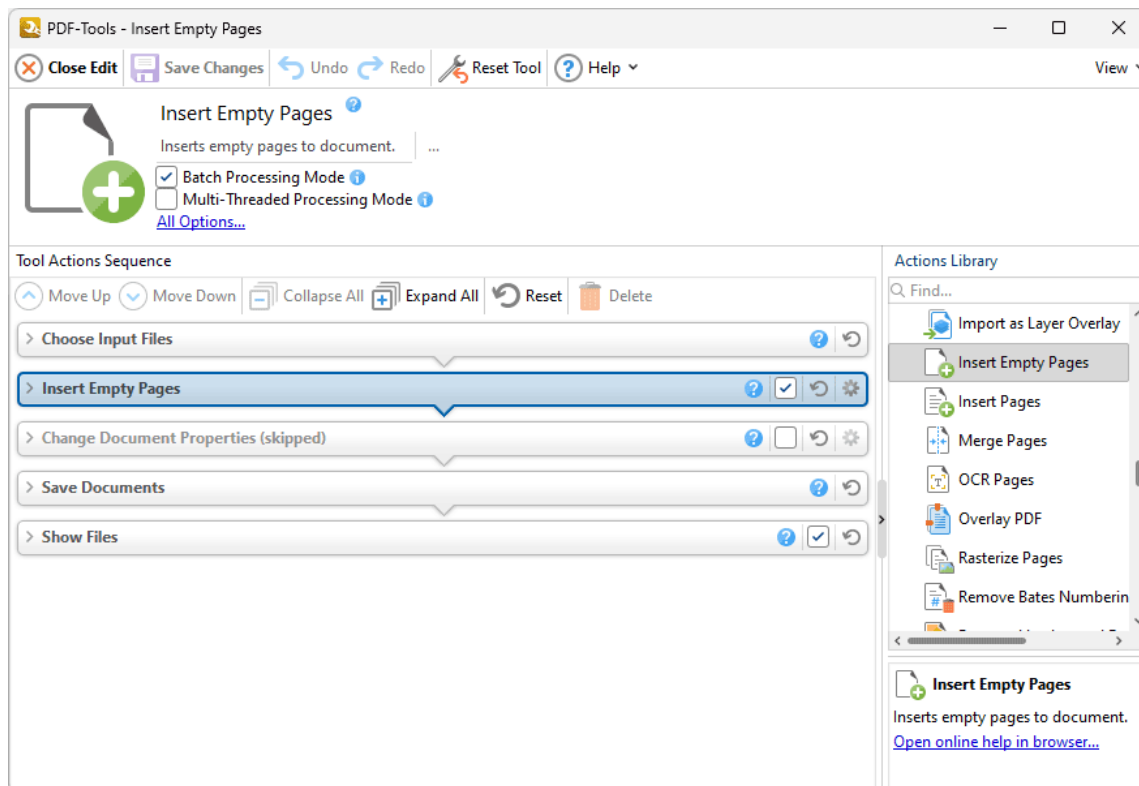 PDF-Tools - Insert Empty Pages
Close Edit Save Changes Undo Redo Reset Tool Help View
Insert Empty Pages
Inserts empty pages to document. ...
Batch Processing Mode
Multi-Threaded Processing Mode
All Options...
Tool Actions Sequence
Move Up Move Down Collapse All Expand All Reset Delete
Choose Input Files
Insert Empty Pages
Change Document Properties (skipped)
Save Documents
Show Files
Actions Library
Find...
Import as Layer Overlay
Insert Empty Pages
Insert Pages
Merge Pages
OCR Pages
Overlay PDF
Rasterize Pages
Remove Bates Numberin
Insert Empty Pages
Inserts empty pages to document.
Open online help in browser...